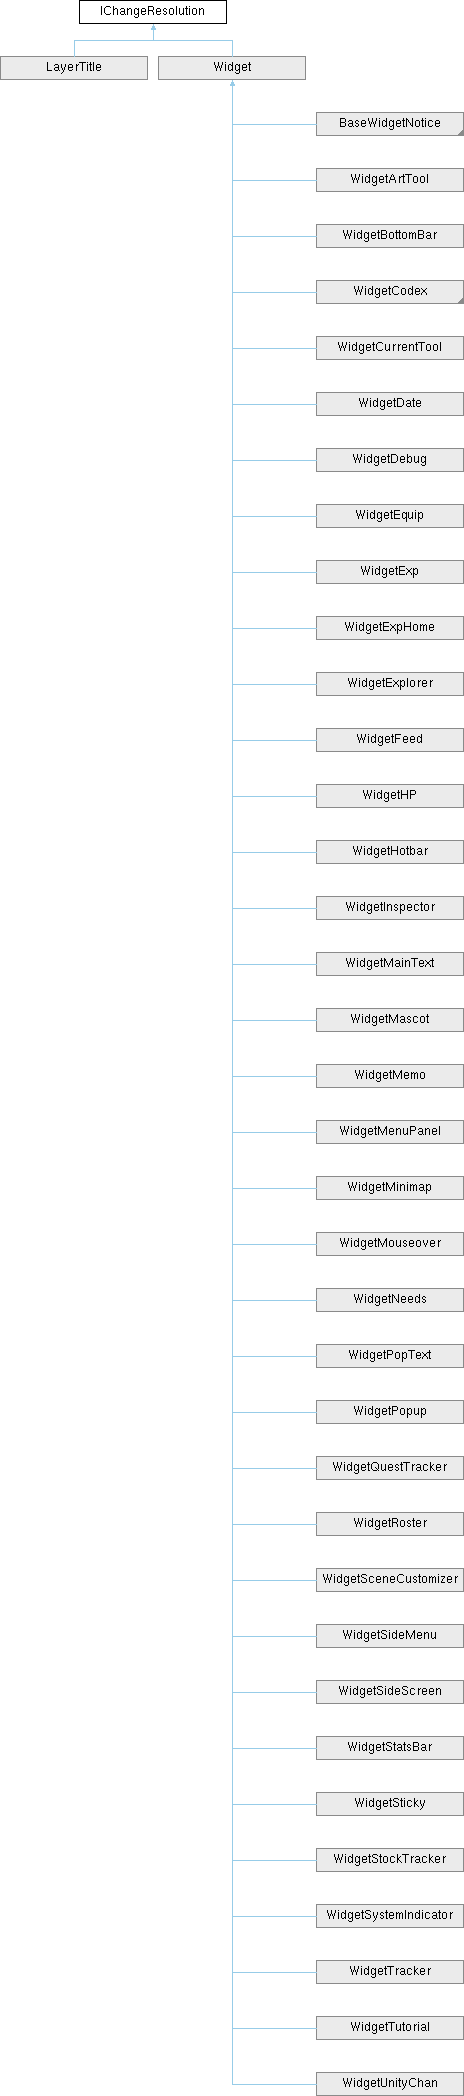 IChangeResolution
LayerTitle
Widget
BaseWidgetNotice
WidgetArtTool
WidgetBottomBar
WidgetCodex
WidgetCurrentTool
WidgetDate
WidgetDebug
WidgetEquip
WidgetExp
WidgetExpHome
WidgetExplorer
WidgetFeed
WidgetHP
WidgetHotbar
WidgetInspector
WidgetMainText
WidgetMascot
WidgetMemo
WidgetMenuPanel
WidgetMinimap
WidgetMouseover
WidgetNeeds
WidgetPopText
WidgetPopup
WidgetQuestTracker
WidgetRoster
WidgetSceneCustomizer
WidgetSideMenu
WidgetSideScreen
WidgetStatsBar
WidgetSticky
WidgetStockTracker
WidgetSystemIndicator
WidgetTracker
WidgetTutorial
WidgetUnityChan